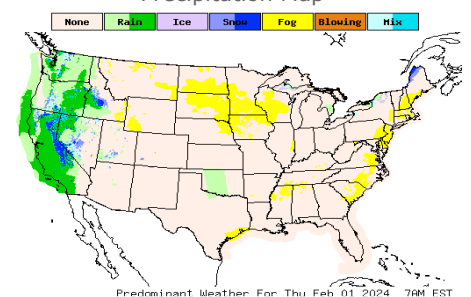 Precipitation Map
None Rain Ice Snow Fog Blowing Mix
Predominant Weather For Thu Feb 01 2024 7AM EST